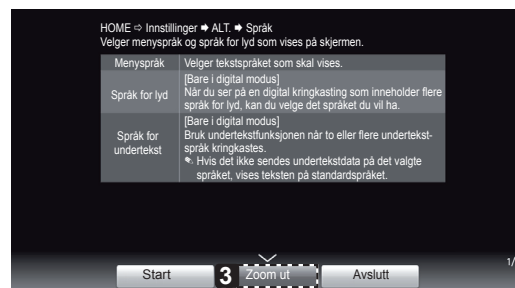 HOME ⇨ Innstillinger ➡ ALT. ➡ Språk
Velger menyspråk og språk for lyd som vises på skjermen.
Menyspråk
Velger tekstspråket som skal vises.
Språk for lyd
[Bare i digital modus]
Når du ser på en digital kringkasting som inneholder flere
språk for lyd, kan du velge det språket du vil ha.
Språk for
undertekst
[Bare i digital modus]
Bruk undertekstfunksjonen når to eller flere undertekst-
språk kringkastes.
Hvis det ikke sendes undertekstdata på det valgte
språket, vises teksten på standardspråket.
1/
Start
3
Zoom ut
Avslutt